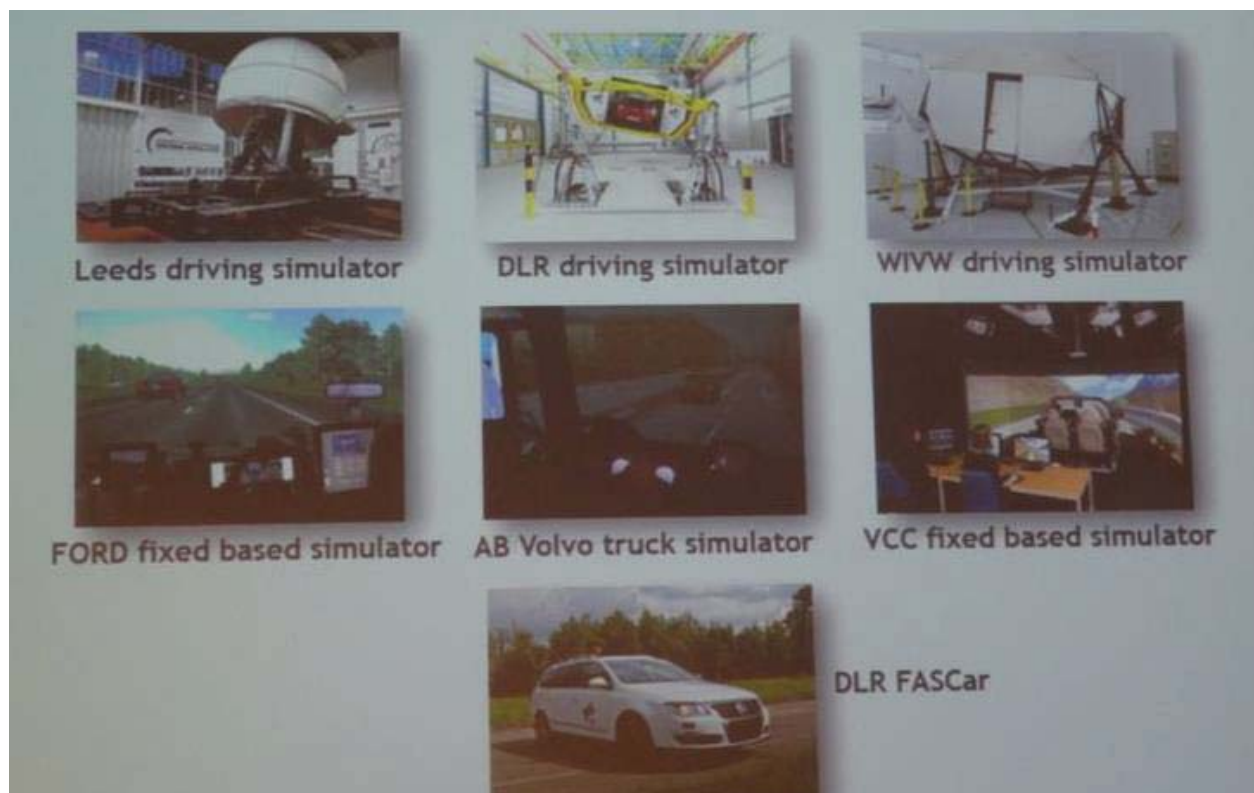 Leeds driving simulator
DLR driving simulator
WIVW driving simulator
FORD fixed based simulator
AB Volvo truck simulator
VCC fixed based simulator
DLR FASCar